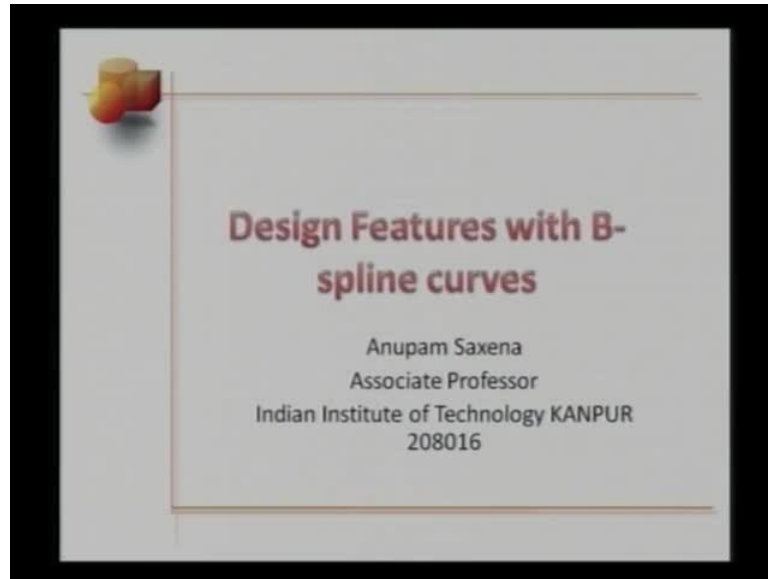 Design Features with B-
spline curves
Anupam Saxena
Associate Professor
Indian Institute of Technology KANPUR
208016